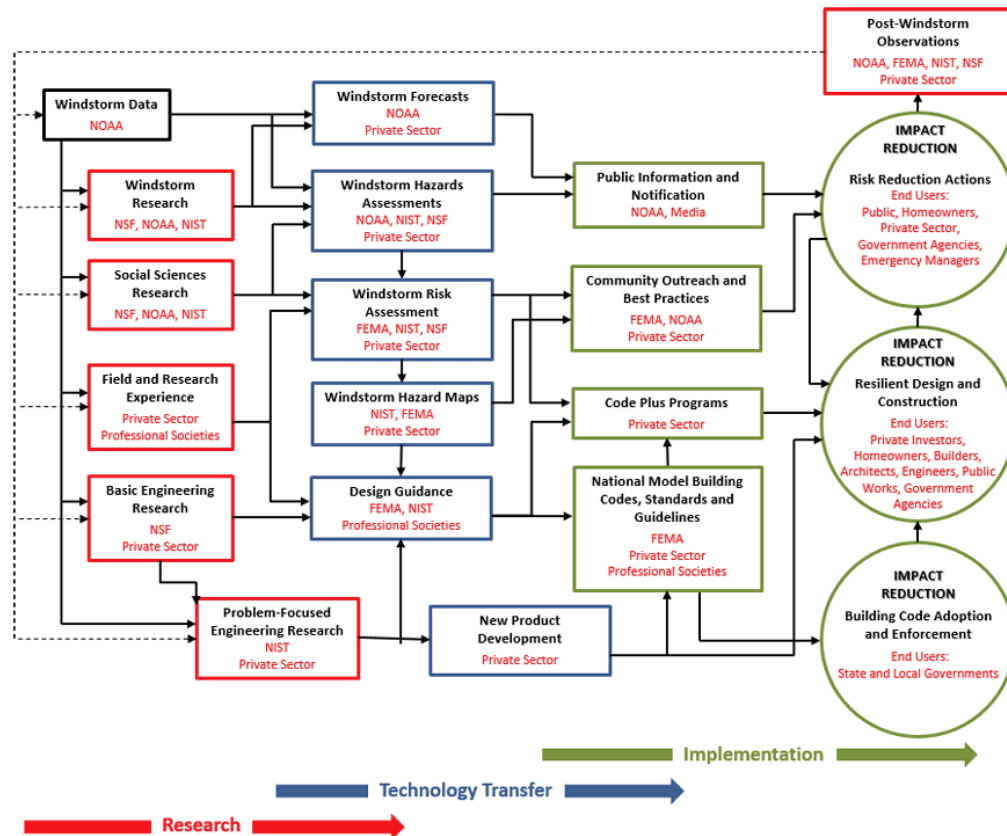 Post-Windstorm
Observations
NOAA, FEMA, NIST, NSF
Private Sector
Windstorm Data
NOAA
Windstorm Forecasts
NOAA
Private Sector
IMPACT
REDUCTION
Risk Reduction Actions
End Users:
Public, Homeowners,
Private Sector,
Government Agencies,
Emergency Managers
Windstorm
Research
NSF, NOAA, NIST
Windstorm Hazards
Assessments
NOAA, NIST, NSF
Private Sector
Public Information and
Notification
NOAA, Media
Social Sciences
Research
NSF, NOAA, NIST
Windstorm Risk
Assessment
FEMA, NIST, NSF
Private Sector
Community Outreach and
Best Practices
FEMA, NOAA
Private Sector
IMPACT
REDUCTION
Resilient Design and
Construction
End Users:
Private Investors,
Homeowners, Builders,
Architects, Engineers, Public
Works, Government
Agencies
Field and Research
Experience
Private Sector
Professional Societies
Windstorm Hazard Maps
NIST, FEMA
Private Sector
Code Plus Programs
Private Sector
Basic Engineering
Research
NSF
Private Sector
Design Guidance
FEMA, NIST
Professional Societies
National Model Building
Codes, Standards and
Guidelines
FEMA
Private Sector
Professional Societies
IMPACT
REDUCTION
Building Code Adoption
and Enforcement
End Users:
State and Local Governments
Problem-Focused
Engineering Research
NIST
Private Sector
New Product
Development
Private Sector
Implementation
Technology Transfer
Research